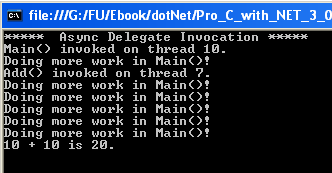 file:///G:/FU/Ebook/dotNet/Pro_C_with_NET_3_0
***** Async Delegate Invocation *****
Main() invoked on thread 10.
Doing more work in Main()!
Add() invoked on thread 7.
Doing more work in Main()!
Doing more work in Main()!
Doing more work in Main()!
Doing more work in Main()!
Doing more work in Main()!
10 + 10 is 20.